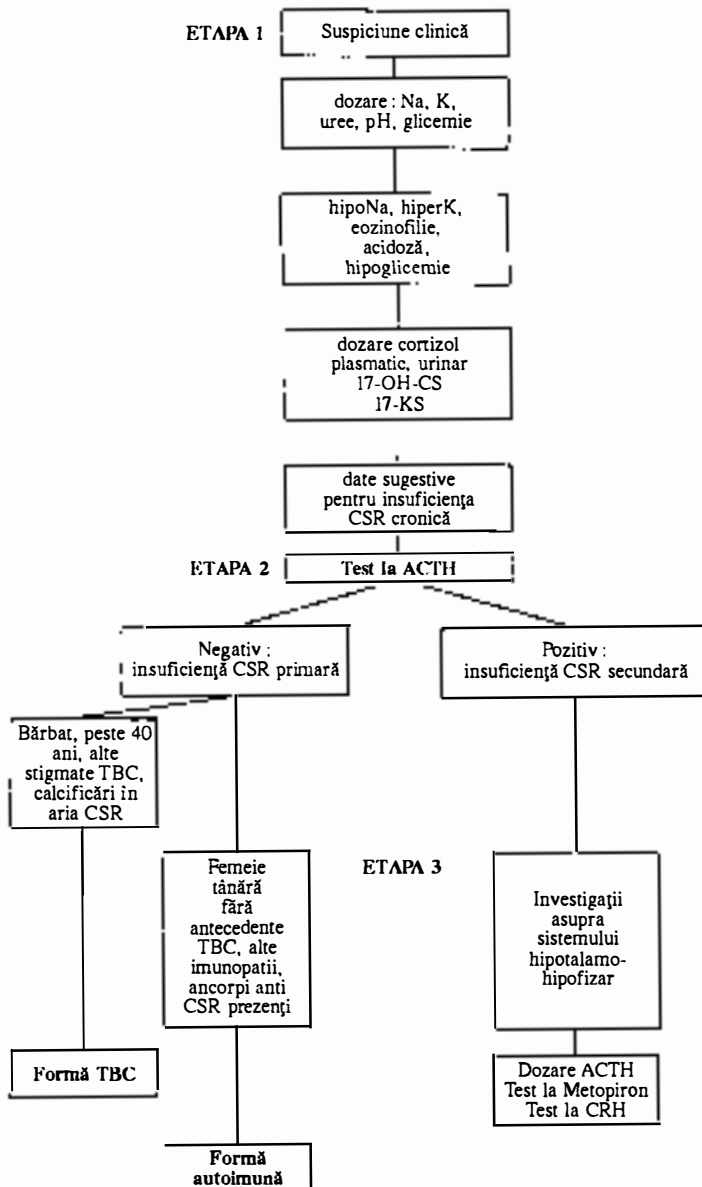 ETAPA 1
Suspiciune clinică
dozare : Na, K,
uree, pH, glicemie
hipoNa, hiperK,
eozinofilie,
acidoză,
hipoglicemie
dozare cortizol
plasmatic, urinar
17-OH-CS
17-KS
date sugestive
pentru insuficienţa
CSR cronică
ETAPA 2
Test la ACTH
Negativ :
insuficienţă CSR primară
Pozitiv :
insuficienţă CSR secundară
Bărbat, peste 40
ani, alte
stigmate TBC,
calcificări în
aria CSR
ETAPA 3
Femeie
tânără
fără
antecedente
TBC, alte
imunopatii,
ancorpi anti
CSR prezenţi
Investigaţii
asupra
sistemului
hipotalamo-
hipofizar
Formă TBC
Dozare ACTH
Test la Metopiron
Test la CRH
Formă
autoimună